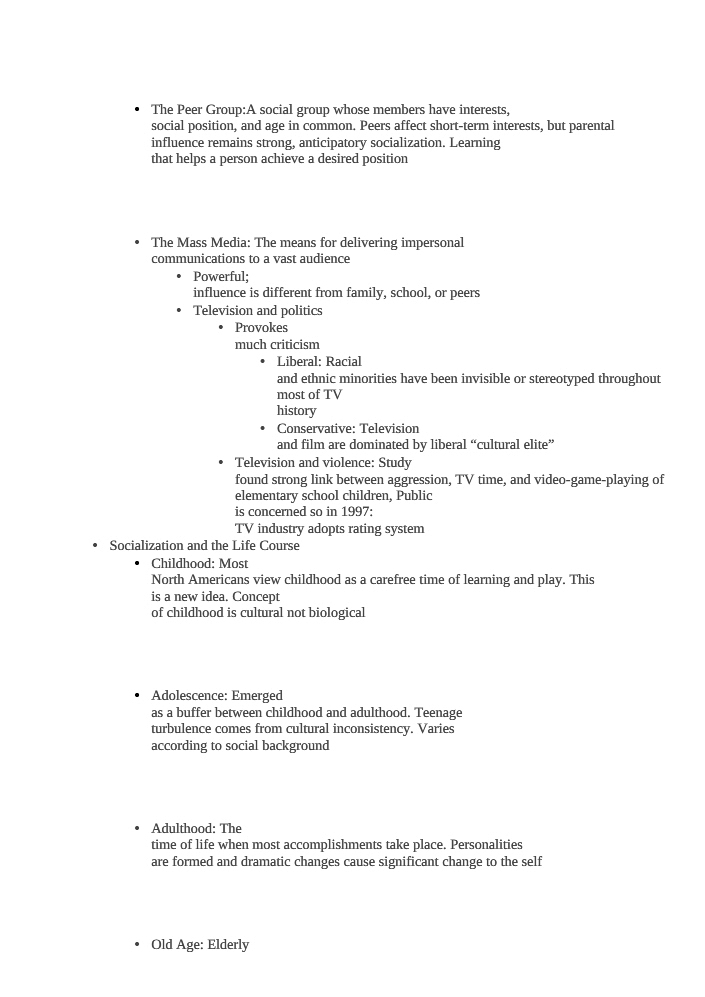 • The Peer Group:A social group whose members have interests,
social position, and age in common. Peers affect short-term interests, but parental
influence remains strong, anticipatory socialization. Learning
that helps a person achieve a desired position
• The Mass Media: The means for delivering impersonal
communications to a vast audience
• Powerful;
influence is different from family, school, or peers
• Television and politics
• Provokes
much criticism
• Liberal: Racial
and ethnic minorities have been invisible or stereotyped throughout
most of TV
history
• Conservative: Television
and film are dominated by liberal “cultural elite”
• Television and violence: Study
found strong link between aggression, TV time, and video-game-playing of
elementary school children, Public
is concerned so in 1997:
TV industry adopts rating system
• Socialization and the Life Course
• Childhood: Most
North Americans view childhood as a carefree time of learning and play. This
is a new idea. Concept
of childhood is cultural not biological
• Adolescence: Emerged
as a buffer between childhood and adulthood. Teenage
turbulence comes from cultural inconsistency. Varies
according to social background
• Adulthood: The
time of life when most accomplishments take place. Personalities
are formed and dramatic changes cause significant change to the self
• Old Age: Elderly